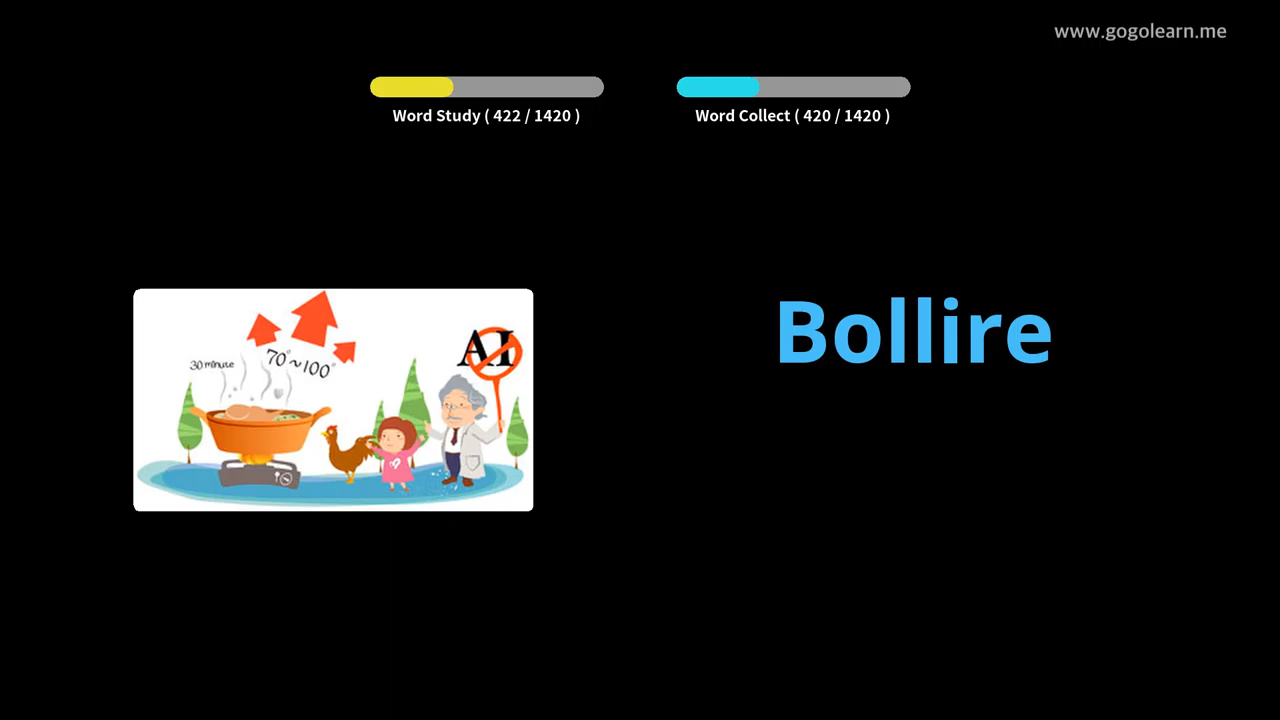 www.gogolearn.me
Word Study ( 422 / 1420 )
Word Collect ( 420 / 1420 )
30 minute
70°~100°
AI
Bollire